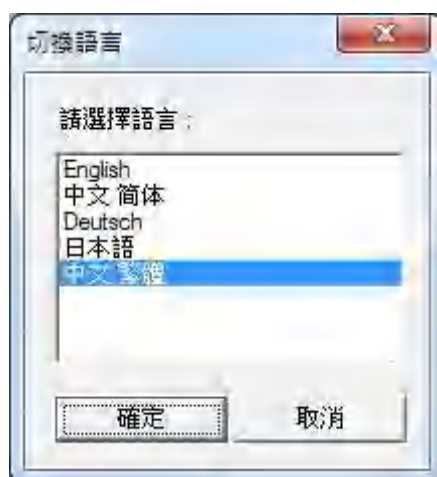 切換語言
請選擇語言：
English
中文 简体
Deutsch
日本語
中文 繁體
確定
取消